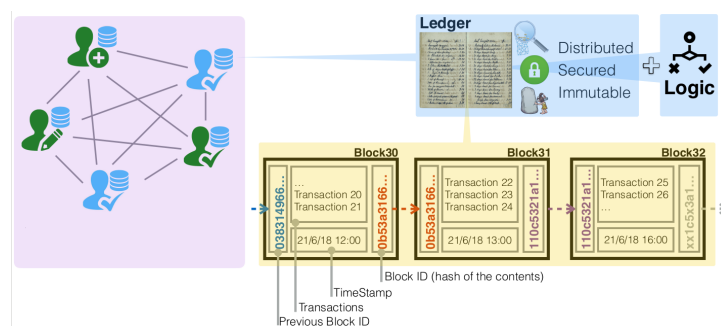 Ledger
Distributed
Secured
Immutable
Logic
Block30
Block31
Block32
038314966...
...
Transaction 20
Transaction 21
21/6/18 12:00
0b53a3166...
0b53a3166...
Transaction 22
Transaction 23
Transaction 24
21/6/18 13:00
110c5321a1...
110c5321a1...
Transaction 25
Transaction 26
...
21/6/18 16:00
xx1c5x3a1...
Block ID (hash of the contents)
TimeStamp
Transactions
Previous Block ID